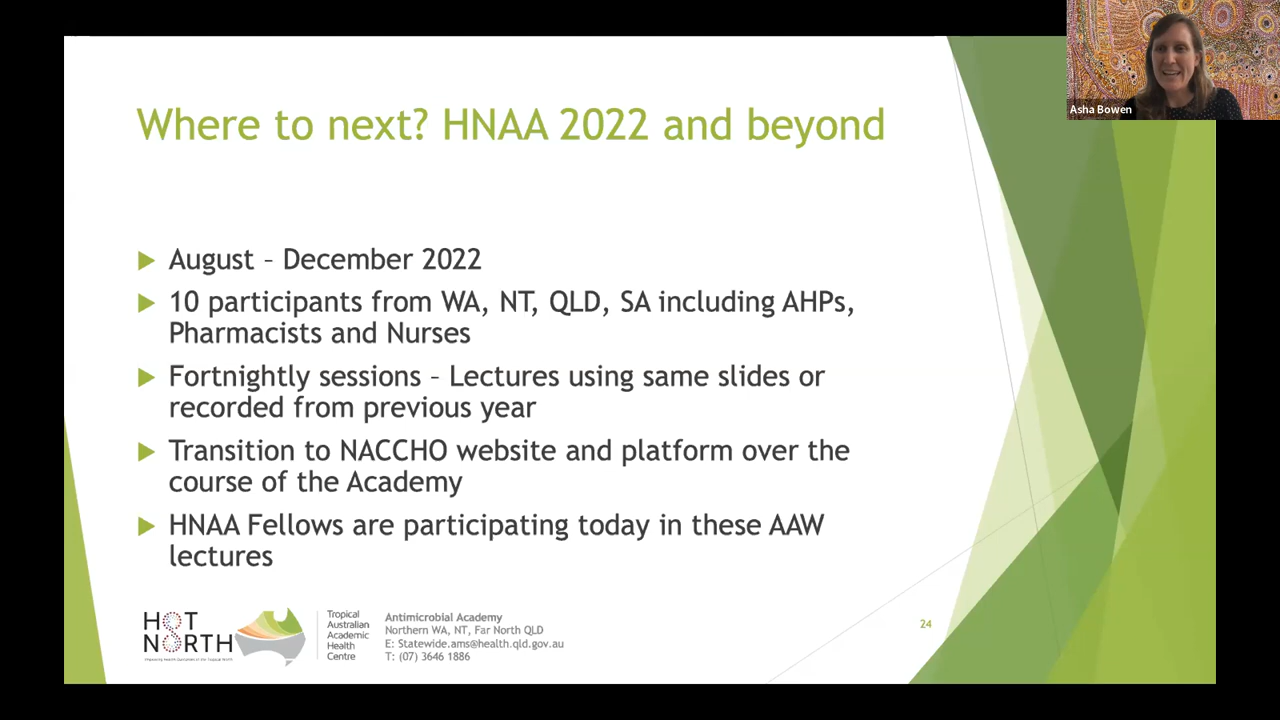 Asha Bowen
Where to next? HNAA 2022 and beyond
August – December 2022
10 participants from WA, NT, QLD, SA including AHPs,
Pharmacists and Nurses
Fortnightly sessions – Lectures using same slides or
recorded from previous year
Transition to NACCHO website and platform over the
course of the Academy
HNAA Fellows are participating today in these AAW
lectures
HOT
NORTH
Tropical
Australian
Academic
Health
Centre
Antimicrobial Academy
Northern WA, NT, Far North QLD
E: Statewide.ams@health.qld.gov.au
T: (07) 3646 1886
24